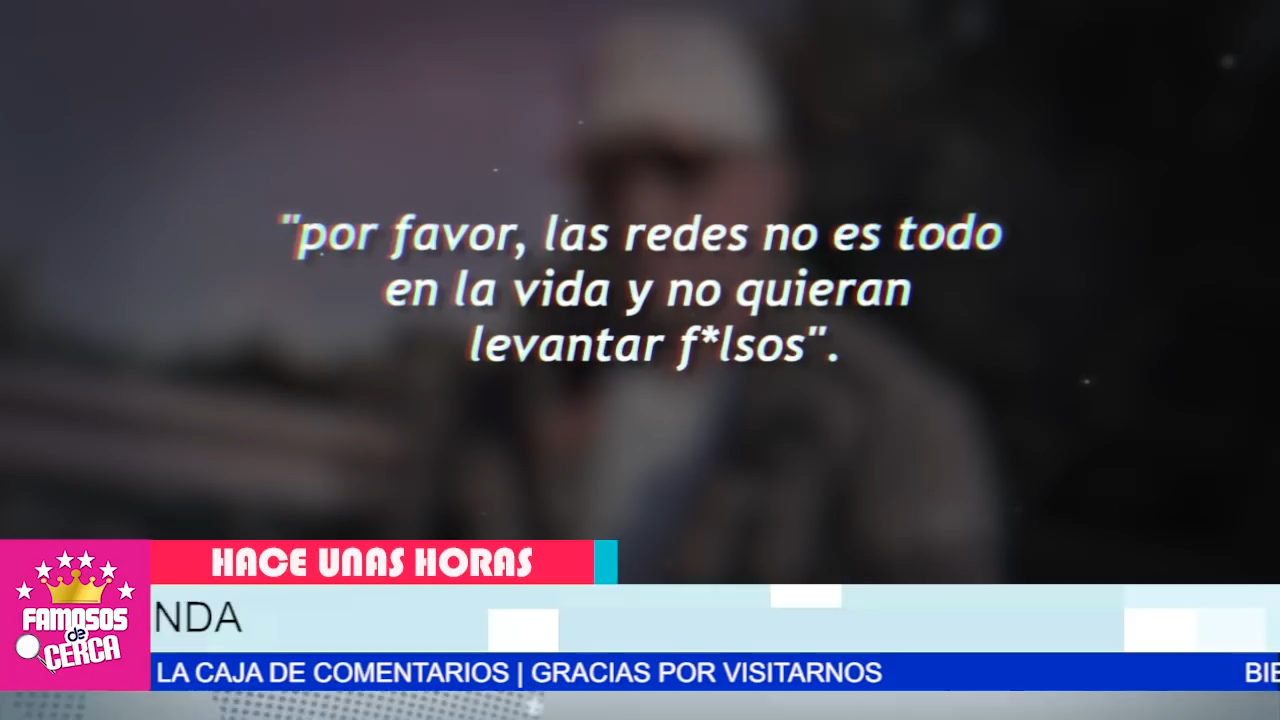 "por favor, las redes no es todo
en la vida y no quieran
levantar f*lsos".
HACE UNAS HORAS
FAMOSOS
de
CERCA
NDA
LA CAJA DE COMENTARIOS | GRACIAS POR VISITARNOS
BIE